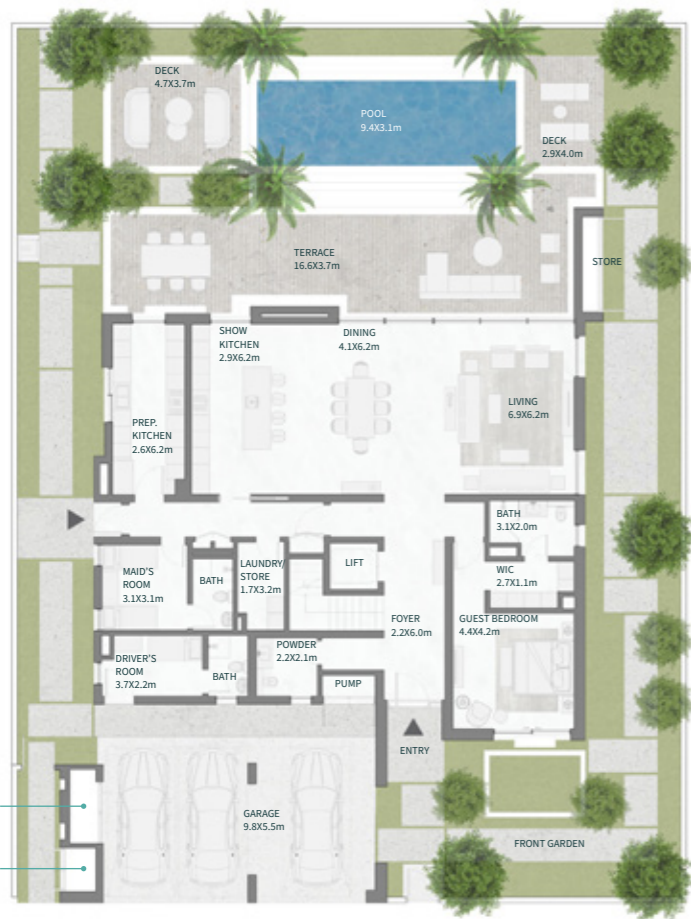 DECK
4.7X3.7m
POOL
9.4X3.1m
DECK
2.9X4.0m
TERRACE
16.6X3.7m
STORE
SHOW
KITCHEN
2.9X6.2m
DINING
4.1X6.2m
LIVING
6.9X6.2m
PREP.
KITCHEN
2.6X6.2m
BATH
3.1X2.0m
MAID'S
ROOM
3.1X3.1m
BATH
LAUNDRY/
STORE
1.7X3.2m
LIFT
WIC
2.7X1.1m
FOYER
2.2X6.0m
GUEST BEDROOM
4.4X4.2m
DRIVER'S
ROOM
3.7X2.2m
BATH
POWDER
2.2X2.1m
PUMP
ENTRY
GARAGE
9.8X5.5m
FRONT GARDEN